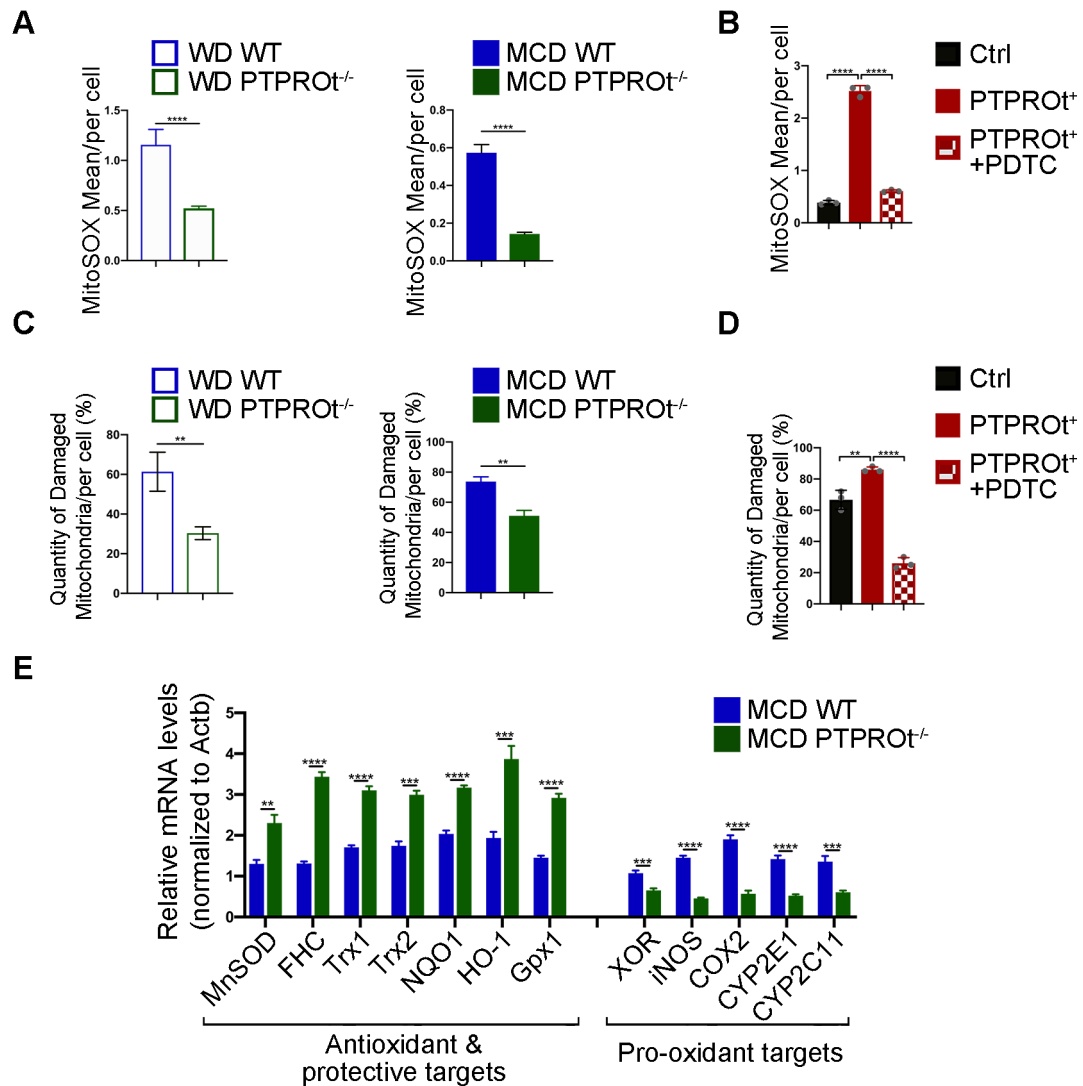 A
WD WT
WD PTPROt-/-
MitoSOX Mean/per cell
1.5
1.0
0.5
0.0
****
MCD WT
MCD PTPROt-/-
MitoSOX Mean/per cell
0.6
0.4
0.2
0.0
****
B
MitoSOX Mean/per cell
3
2
1
0
**** ****
Ctrl
PTPROt+
PTPROt+
+PDTC
C
WD WT
WD PTPROt-/-
Quantity of Damaged
Mitochondria/per cell (%)
80
60
40
20
0
**
MCD WT
MCD PTPROt-/-
Quantity of Damaged
Mitochondria/per cell (%)
100
80
60
40
20
0
**
D
Quantity of Damaged
Mitochondria/per cell (%)
100
80
60
40
20
0
** ****
Ctrl
PTPROt+
PTPROt+
+PDTC
E
Relative mRNA levels
(normalized to Actb)
5
4
3
2
1
0
MCD WT
MCD PTPROt-/-
** **** **** *** **** *** **** *** **** **** **** ***
MnSOD FHC Trx1 Trx2 NQO1 HO-1 Gpx1 XOR iNOS COX2 CYP2E1 CYP2C11
Antioxidant &
protective targets
Pro-oxidant targets